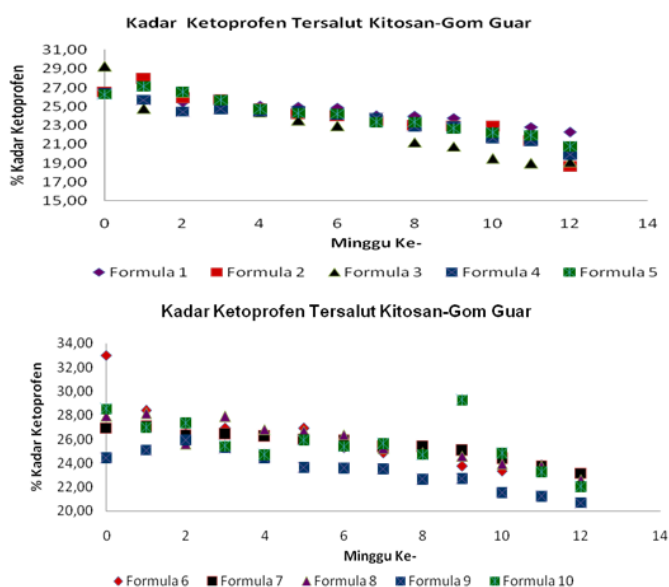 Kadar Ketoprofen Tersalut Kitosan-Gom Guar
31,00
29,00
27,00
25,00
23,00
21,00
19,00
17,00
15,00
% Kadar Ketoprofen
0 2 4 6 8 10 12 14
Minggu Ke-
Formula 1 Formula 2 Formula 3 Formula 4 Formula 5
Kadar Ketoprofen Tersalut Kitosan-Gom Guar
34,00
32,00
30,00
28,00
26,00
24,00
22,00
20,00
% Kadar Ketoprofen
0 2 4 6 8 10 12 14
Minggu Ke-
Formula 6 Formula 7 Formula 8 Formula 9 Formula 10